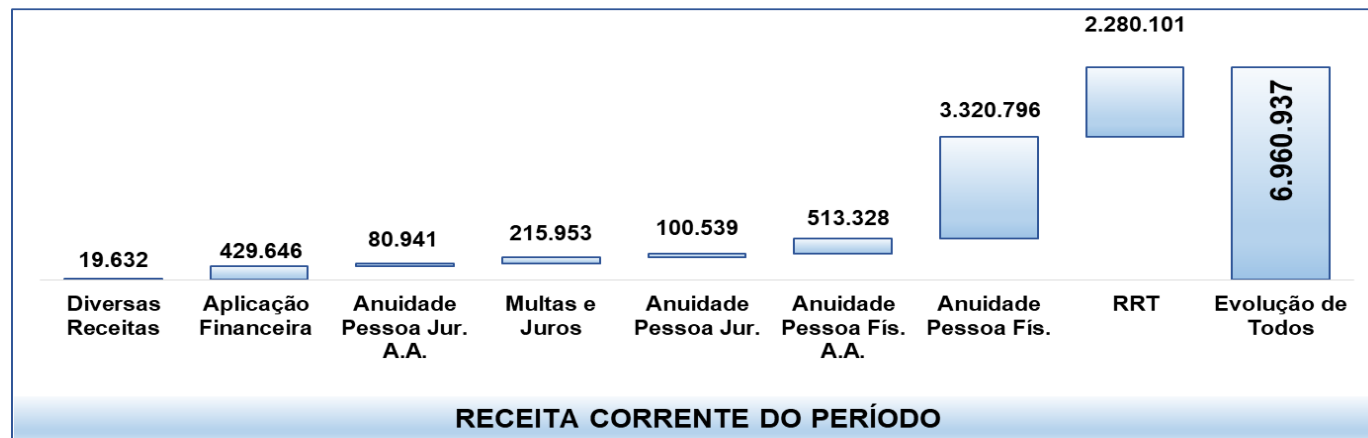 19.632
429.646
80.941
215.953
100.539
513.328
3.320.796
2.280.101
6.960.937
Diversas
Receitas
Aplicação
Financeira
Anuidade
Pessoa Jur.
A.A.
Multas e
Juros
Anuidade
Pessoa Jur.
Anuidade
Pessoa Fís.
A.A.
Anuidade
Pessoa Fís.
RRT
Evolução de
Todos
RECEITA CORRENTE DO PERÍODO